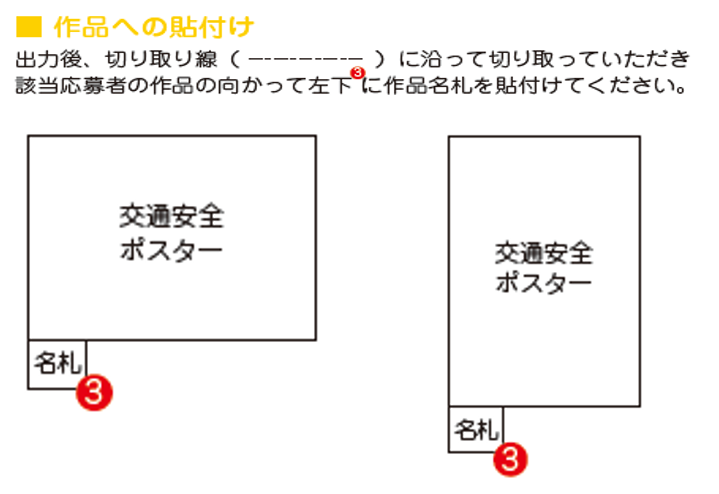 ■ 作品への貼付け
出力後、切り取り線（ ------------ ）に沿って切り取っていただき
該当応募者の作品の向かって左下❸に作品名札を貼付けてください。
交通安全
ポスター
名札
❸
交通安全
ポスター
名札
❸